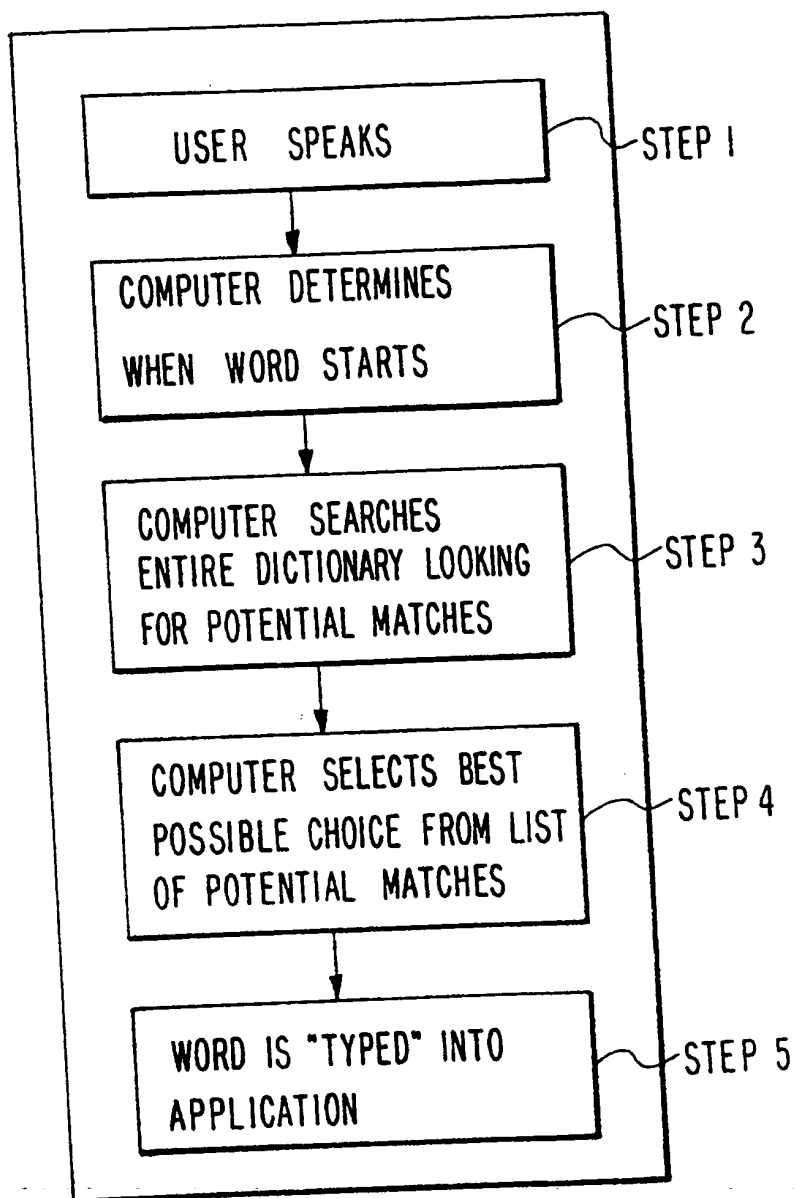 USER SPEAKS
STEP 1
COMPUTER DETERMINES
WHEN WORD STARTS
STEP 2
COMPUTER SEARCHES
ENTIRE DICTIONARY LOOKING
FOR POTENTIAL MATCHES
STEP 3
COMPUTER SELECTS BEST
POSSIBLE CHOICE FROM LIST
OF POTENTIAL MATCHES
STEP 4
WORD IS "TYPED" INTO
APPLICATION
STEP 5